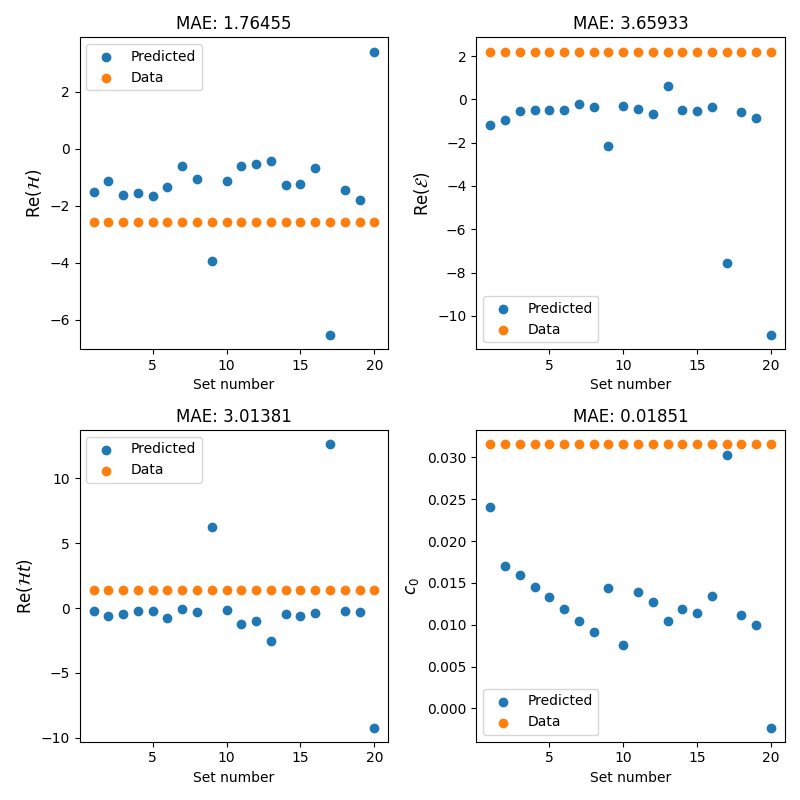 MAE: 1.76455
Re(ℋ)
2
0
−2
−4
−6
Predicted
Data
5
10
15
20
Set number
MAE: 3.65933
Re(ℰ)
2
0
−2
−4
−6
−8
−10
Predicted
Data
5
10
15
20
Set number
MAE: 3.01381
Re(ℋt)
10
5
0
−5
−10
Predicted
Data
5
10
15
20
Set number
MAE: 0.01851
c₀
0.030
0.025
0.020
0.015
0.010
0.005
0.000
Predicted
Data
5
10
15
20
Set number